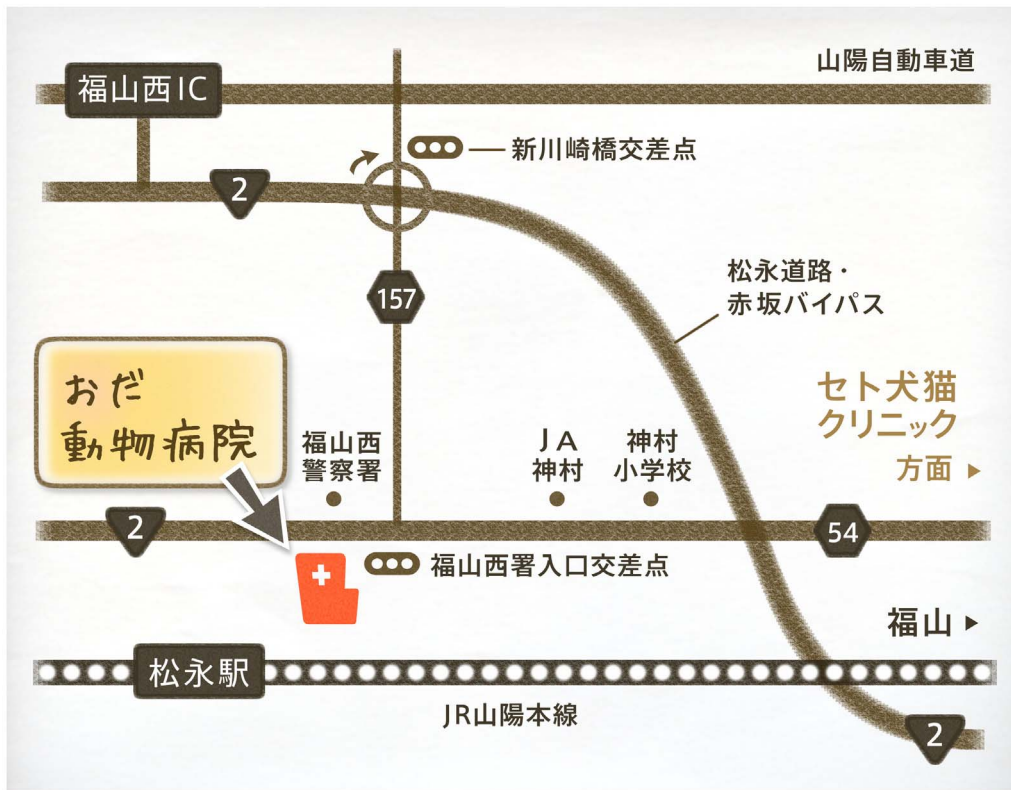 山陽自動車道
福山西IC
新川崎橋交差点
2
157
松永道路・
赤坂バイパス
おだ
動物病院
セト犬猫
クリニック
方面
福山西
警察署
JA
神村
神村
小学校
2
54
福山西署入口交差点
福山
松永駅
JR山陽本線
2